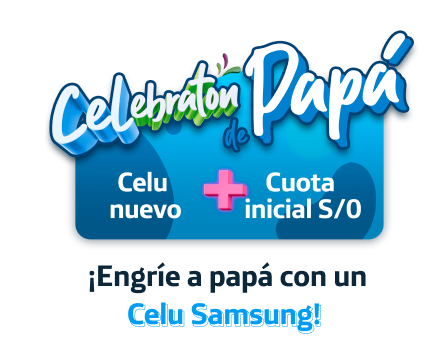 Celebratón
de Papá
Celu nuevo + Cuota inicial S/0
¡Engríe a papá con un
Celu Samsung!